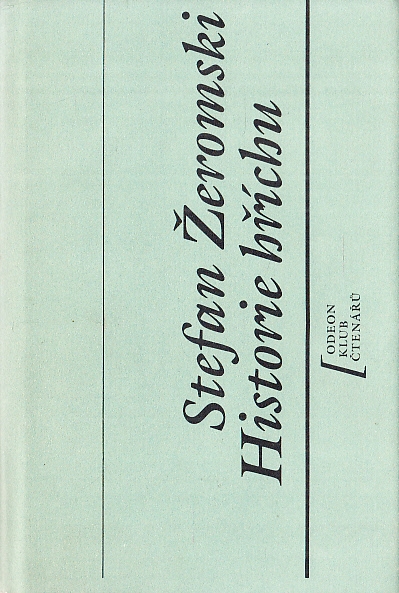 Stefan Žeromski
Historie hříchu
ODEON
KLUB
ČTENÁŘŮ